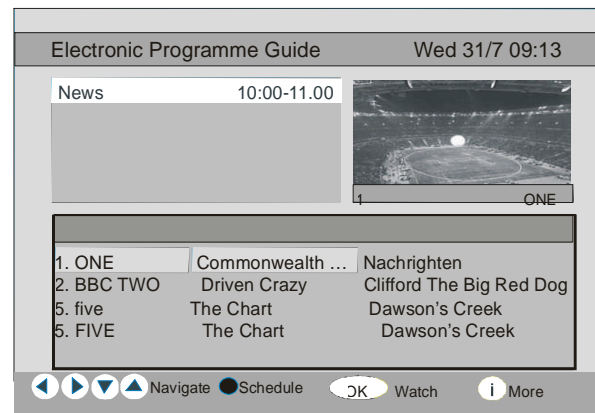 Electronic Programme Guide Wed 31/7 09:13
News 10:00-11.00
1 ONE
1. ONE Commonwealth ... Nachrighten
2. BBC TWO Driven Crazy Clifford The Big Red Dog
5. five The Chart Dawson's Creek
5. FIVE The Chart Dawson's Creek
Navigate Schedule OK Watch i More